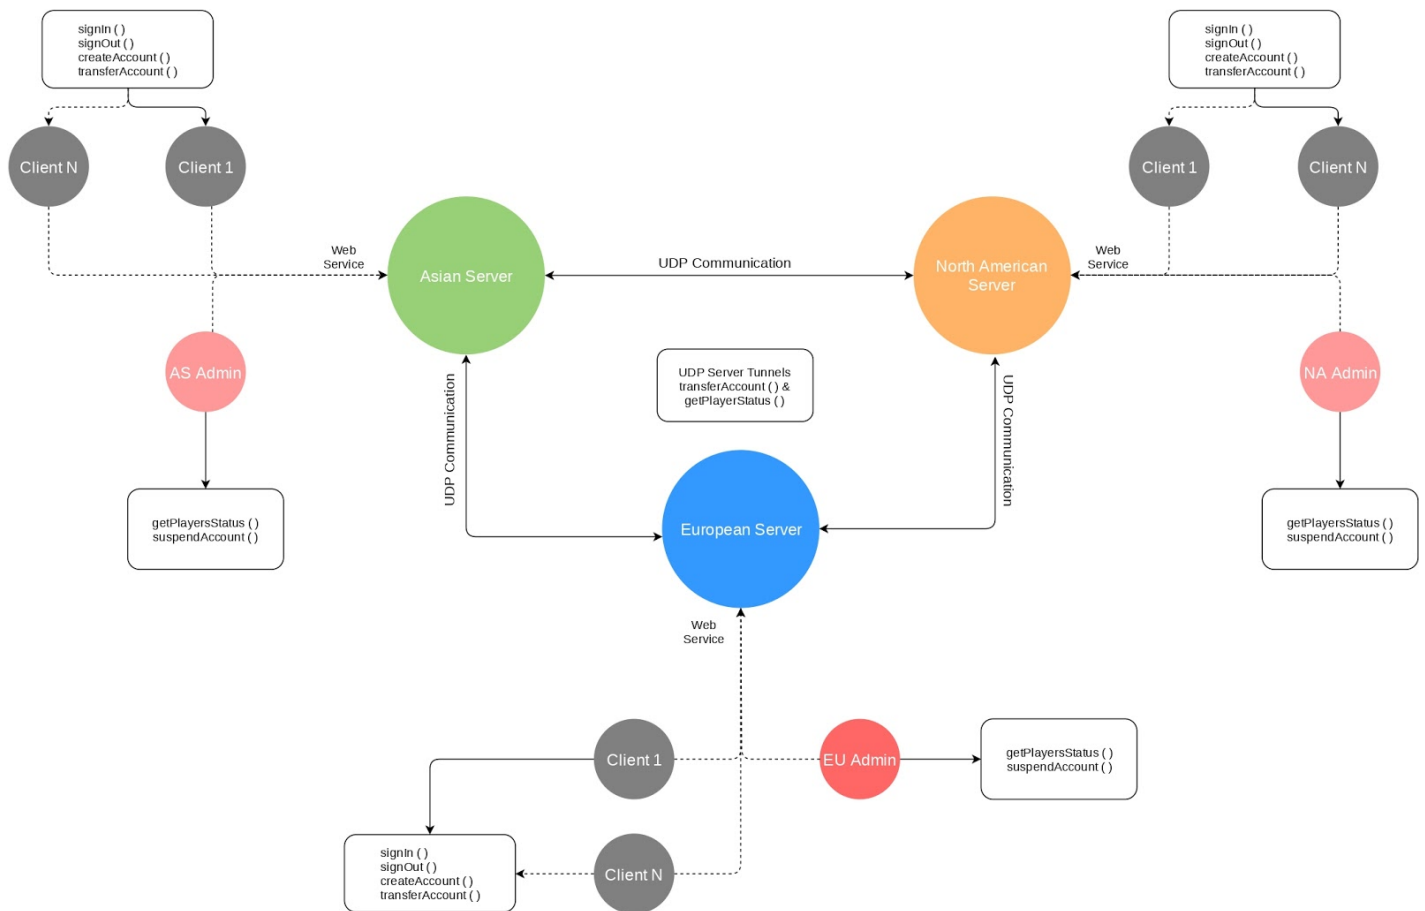 signIn ( )
signOut ( )
createAccount ( )
transferAccount ( )
signIn ( )
signOut ( )
createAccount ( )
transferAccount ( )
Client N
Client 1
Client 1
Client N
Web
Service
Asian Server
UDP Communication
North American
Server
Web
Service
AS Admin
UDP Communication
UDP Server Tunnels
transferAccount ( ) &
getPlayerStatus ( )
UDP Communication
NA Admin
getPlayersStatus ( )
suspendAccount ( )
European Server
getPlayersStatus ( )
suspendAccount ( )
Web
Service
Client 1
EU Admin
getPlayersStatus ( )
suspendAccount ( )
signIn ( )
signOut ( )
createAccount ( )
transferAccount ( )
Client N